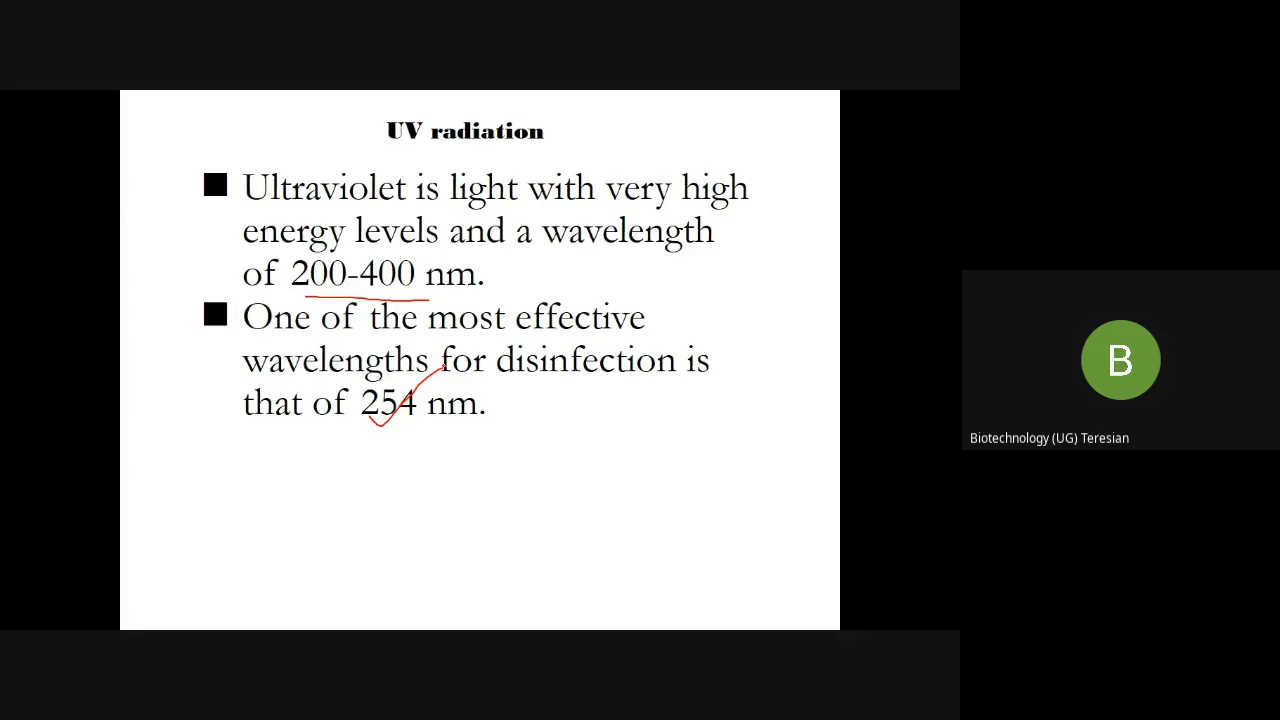 UV radiation
Ultraviolet is light with very high
energy levels and a wavelength
of 200-400 nm.
One of the most effective
wavelengths for disinfection is
that of 254 nm.
B
Biotechnology (UG) Teresian